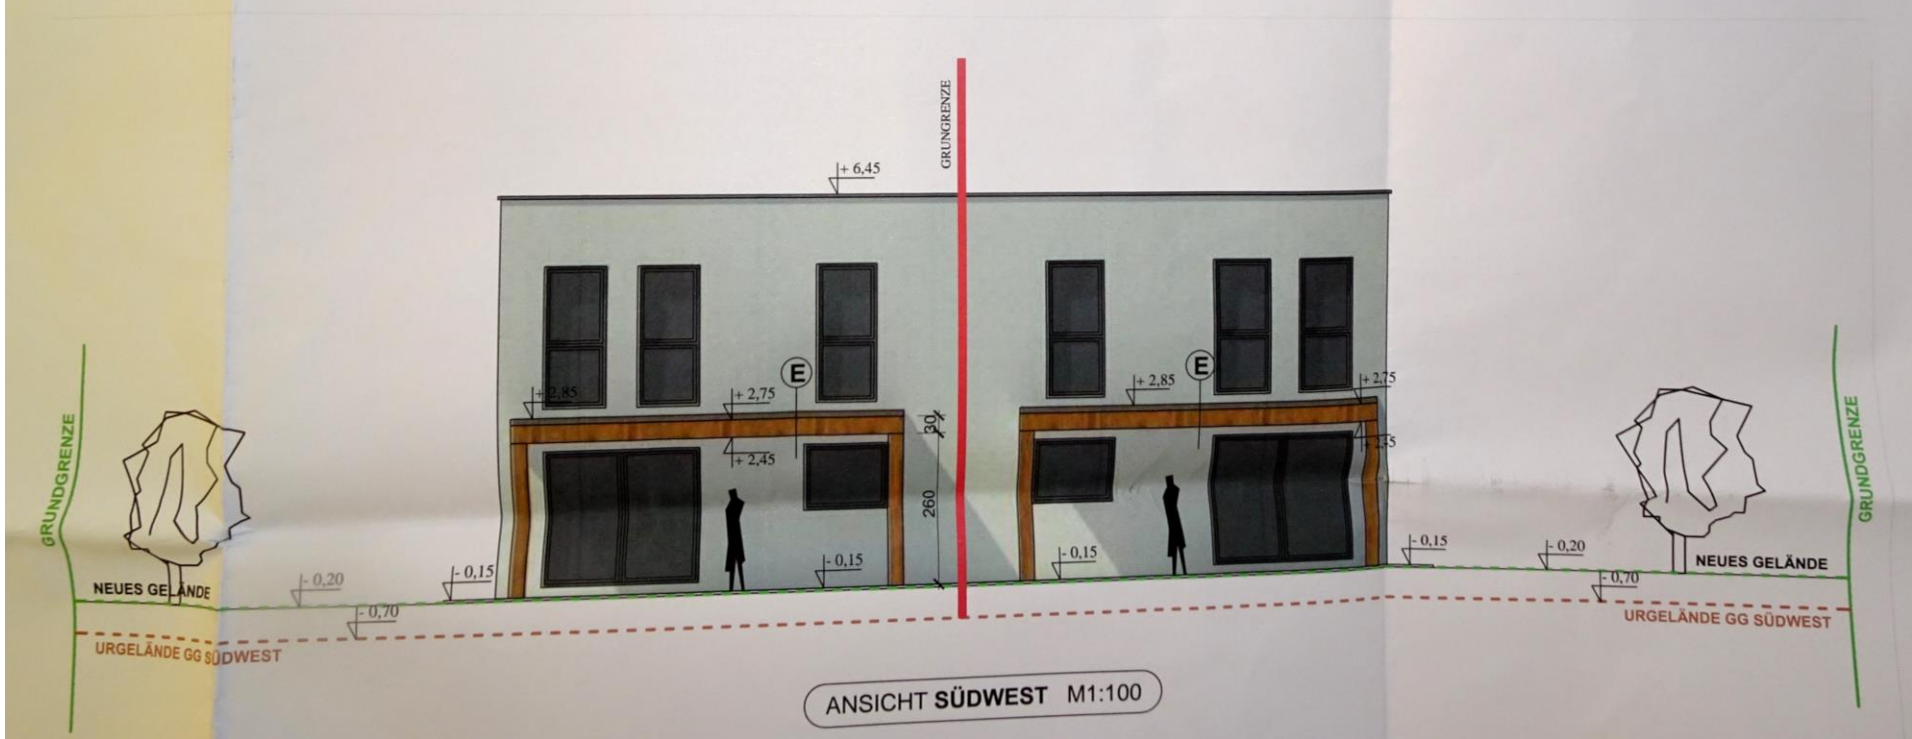 GRUNGRENZE
+ 6,45
E
E
+ 2,85
+ 2,75
+ 2,85
+ 2,75
30
+ 2,45
+ 2,45
260
GRUNDGRENZE
GRUNDGRENZE
- 0,15
- 0,15
- 0,15
- 0,15
- 0,20
- 0,20
NEUES GELÄNDE
NEUES GELÄNDE
- 0,70
- 0,70
URGELÄNDE GG SÜDWEST
URGELÄNDE GG SÜDWEST
ANSICHT SÜDWEST M1:100